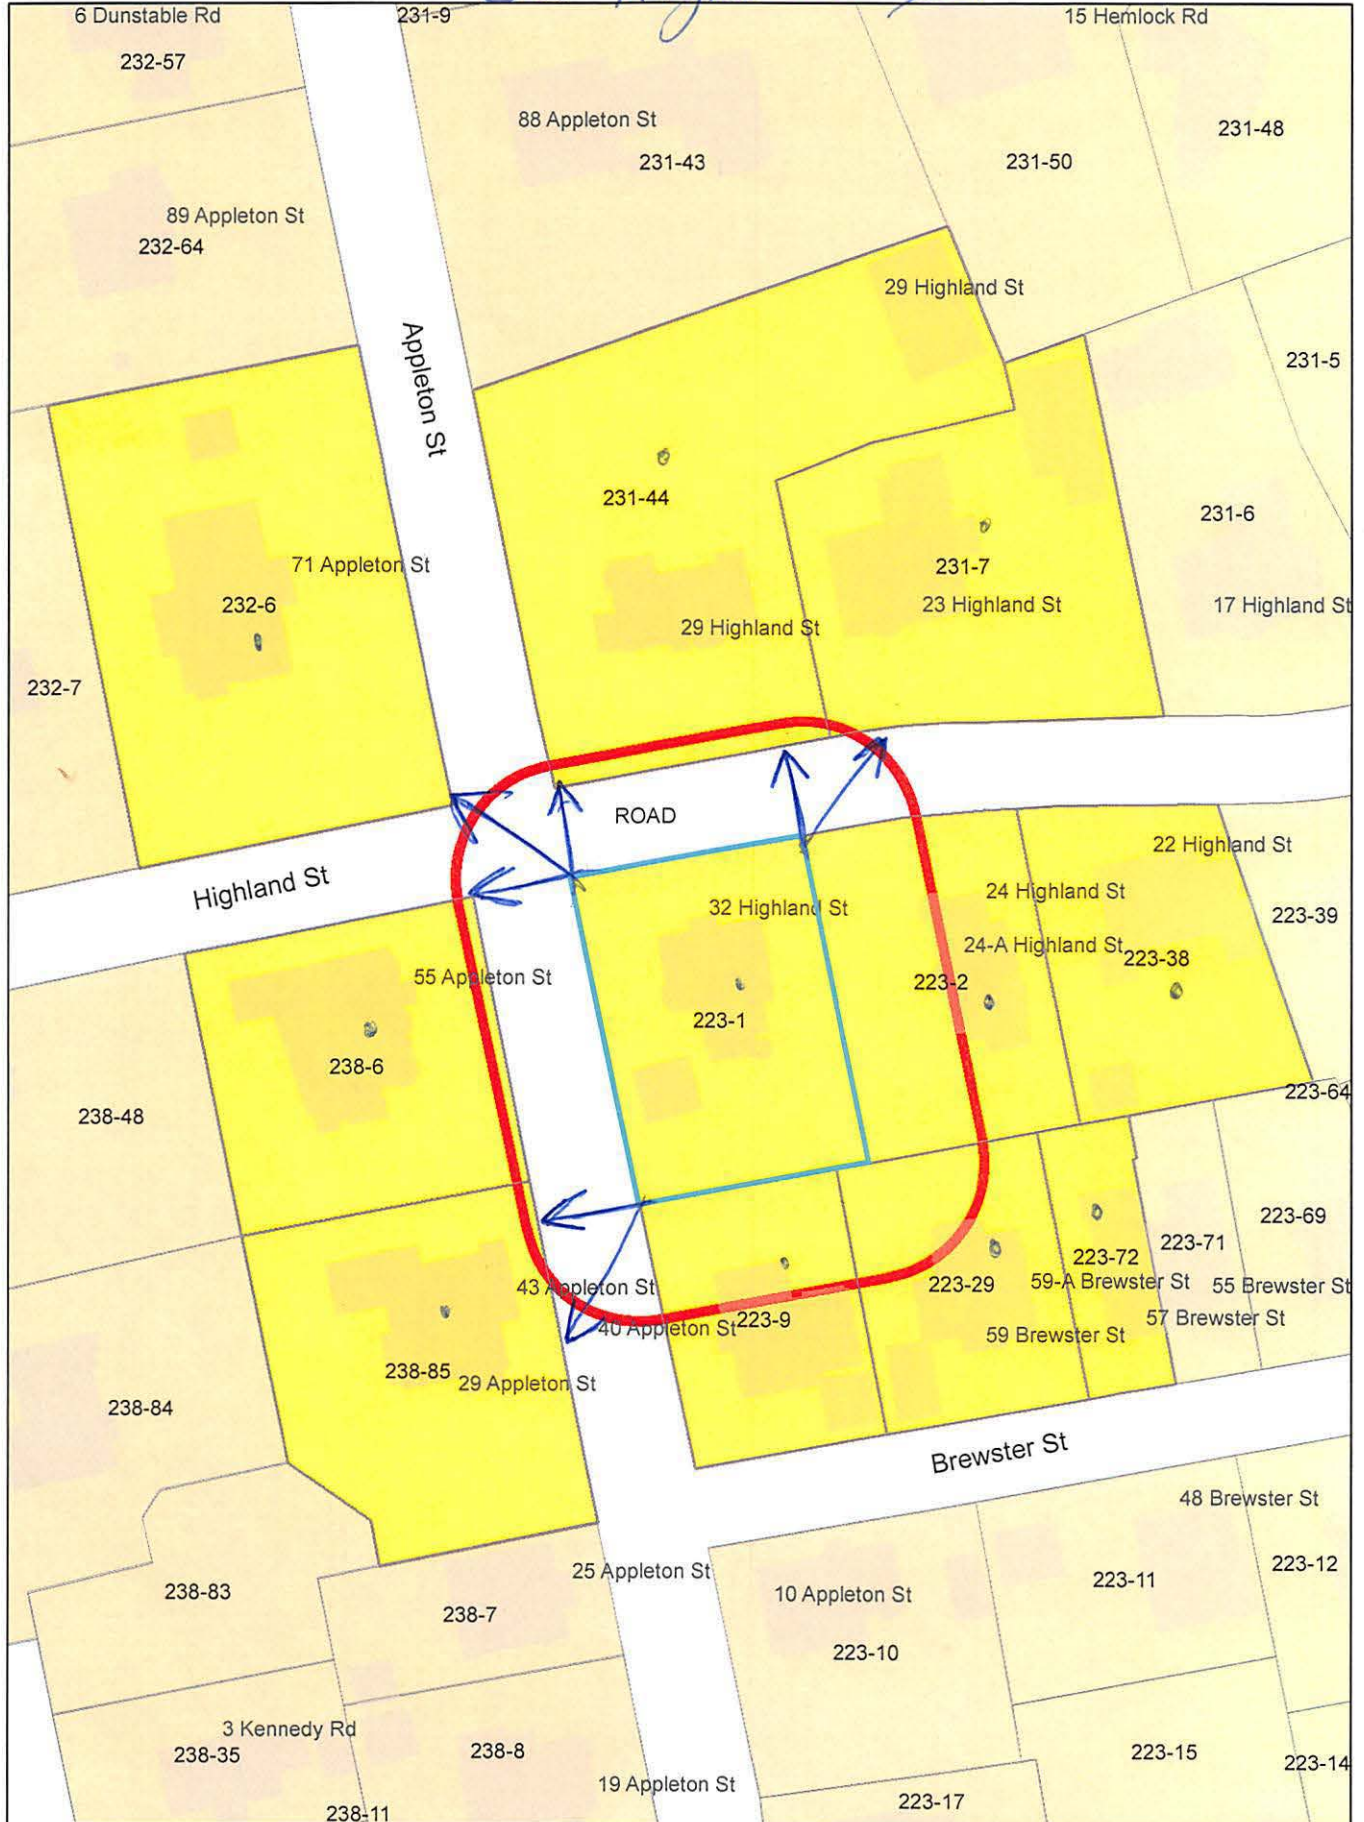 6 Dunstable Rd
231-9
15 Hemlock Rd
232-57
88 Appleton St
231-43
231-50
231-48
89 Appleton St
232-64
29 Highland St
Appleton St
231-5
231-44
231-6
71 Appleton St
231-7
232-6
23 Highland St
17 Highland St
29 Highland St
232-7
ROAD
22 Highland St
Highland St
32 Highland St
24 Highland St
223-39
24-A Highland St
223-38
55 Appleton St
223-2
223-1
238-6
238-48
223-64
223-69
223-71
223-72
43 Appleton St
223-29
59-A Brewster St
55 Brewster St
40 Appleton St
223-9
57 Brewster St
59 Brewster St
238-85
29 Appleton St
238-84
Brewster St
48 Brewster St
25 Appleton St
223-12
223-11
238-83
10 Appleton St
238-7
223-10
3 Kennedy Rd
238-35
238-8
223-15
223-14
19 Appleton St
223-17
238-11